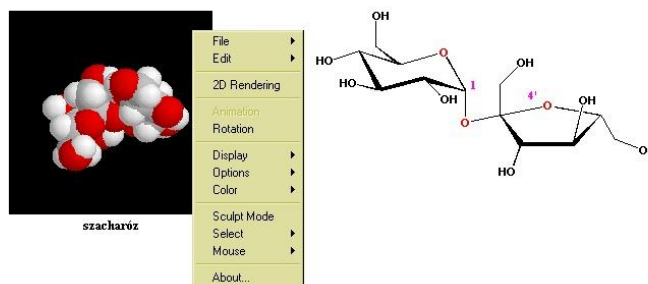 szacharóz
File
Edit
2D Rendering
Animation
Rotation
Display
Options
Color
Sculpt Mode
Select
Mouse
About...
OH
HO
O
1
HO
OH
O
OH
4'
O
OH
HO
O